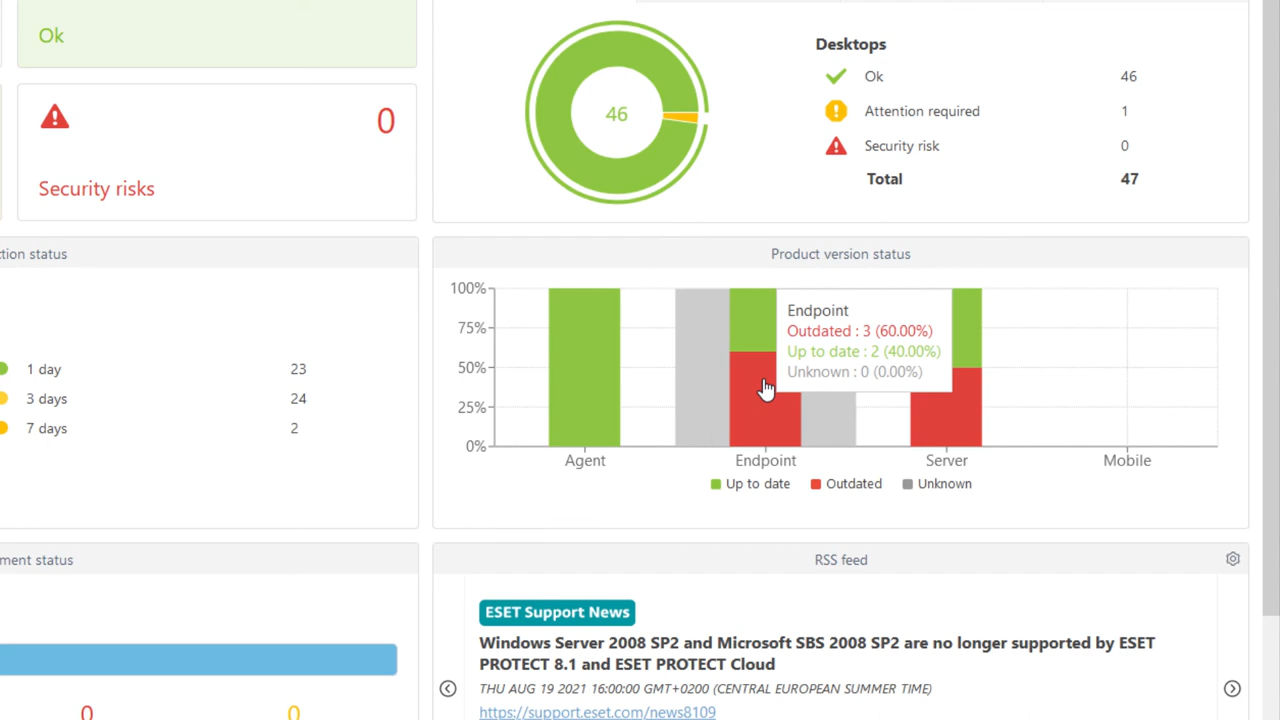 Ok
0
Security risks
46
Desktops
Ok 46
Attention required 1
Security risk 0
Total 47
ction status
1 day 23
3 days 24
7 days 2
Product version status
100%
75%
50%
25%
0%
Endpoint
Outdated : 3 (60.00%)
Up to date : 2 (40.00%)
Unknown : 0 (0.00%)
Agent Endpoint Server Mobile
Up to date Outdated Unknown
ment status
0 0
RSS feed
ESET Support News
Windows Server 2008 SP2 and Microsoft SBS 2008 SP2 are no longer supported by ESET
PROTECT 8.1 and ESET PROTECT Cloud
THU AUG 19 2021 16:00:00 GMT+0200 (CENTRAL EUROPEAN SUMMER TIME)
https://support.eset.com/news8109